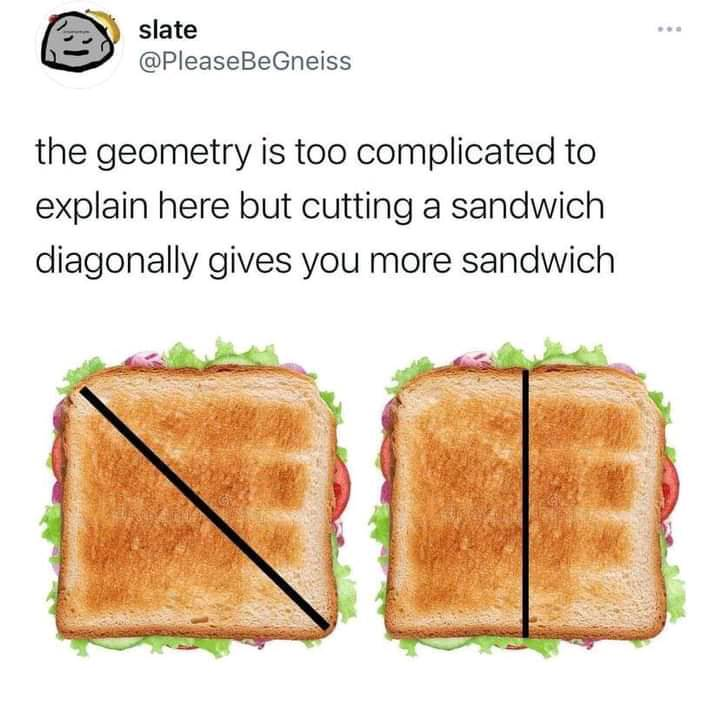 slate
@PleaseBeGneiss
the geometry is too complicated to
explain here but cutting a sandwich
diagonally gives you more sandwich